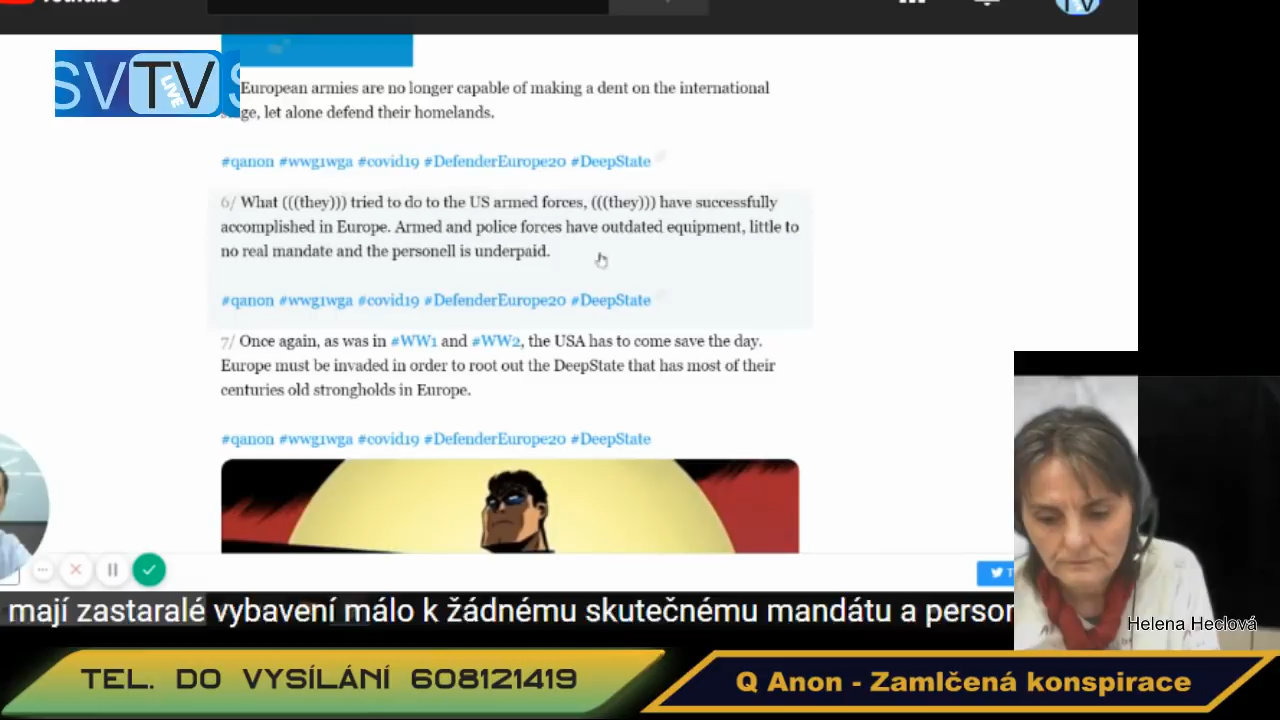 SVTV
LIVE
S
European armies are no longer capable of making a dent on the international
ge, let alone defend their homelands.
#qanon #wwg1wga #covid19 #DefenderEurope20 #DeepState
6/ What (((they))) tried to do to the US armed forces, (((they))) have successfully
accomplished in Europe. Armed and police forces have outdated equipment, little to
no real mandate and the personell is underpaid.
#qanon #wwg1wga #covid19 #DefenderEurope20 #DeepState
7/ Once again, as was in #WW1 and #WW2, the USA has to come save the day.
Europe must be invaded in order to root out the DeepState that has most of their
centuries old strongholds in Europe.
#qanon #wwg1wga #covid19 #DefenderEurope20 #DeepState
mají zastaralé vybavení málo k žádnému skutečnému mandátu a person
Helena Heclová
TEL. DO VYSÍLÁNÍ 608121419
Q Anon - Zamlčená konspirace